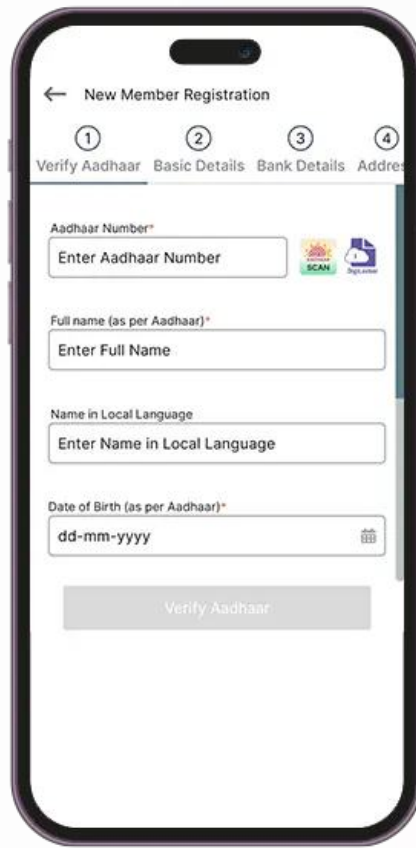 New Member Registration
1 2 3 4
Verify Aadhaar Basic Details Bank Details Addres
Aadhaar Number*
Enter Aadhaar Number
SCAN
DigiLocker
Full name (as per Aadhaar)*
Enter Full Name
Name in Local Language
Enter Name in Local Language
Date of Birth (as per Aadhaar)*
dd-mm-yyyy
Verify Aadhaar